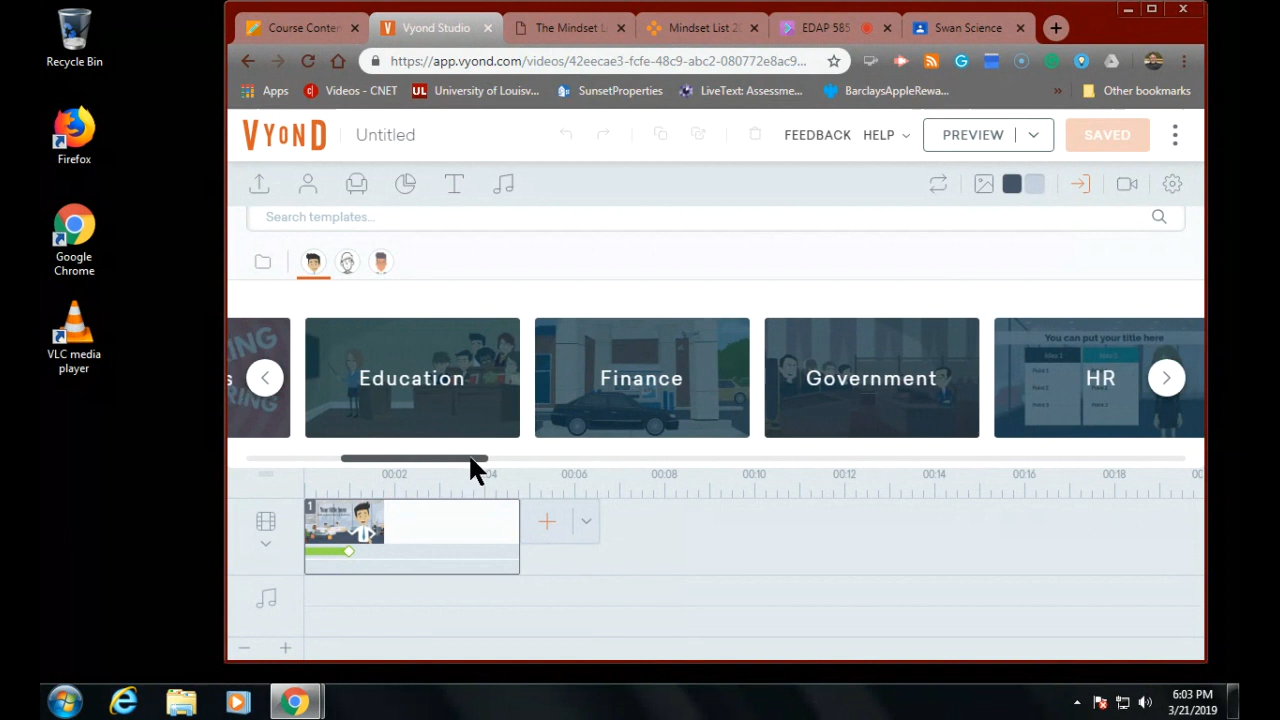 Recycle Bin
Firefox
Google
Chrome
VLC media
player
Course Conter
Vyond Studio
The Mindset L
Mindset List 2
EDAP 585
Swan Science
https://app.vyond.com/videos/42eecae3-fcfe-48c9-abc2-080772e8ac9...
Apps
Videos - CNET
UL
University of Louisv...
SunsetProperties
LiveText: Assessme...
BarclaysAppleRewa...
»
Other bookmarks
VYOND
Untitled
FEEDBACK
HELP
PREVIEW
SAVED
Search templates...
s
Education
Finance
Government
You can put your title here
HR
00:02
04
00:06
00:08
00:10
00:12
00:14
00:16
00:18
00
1
6:03 PM
3/21/2019